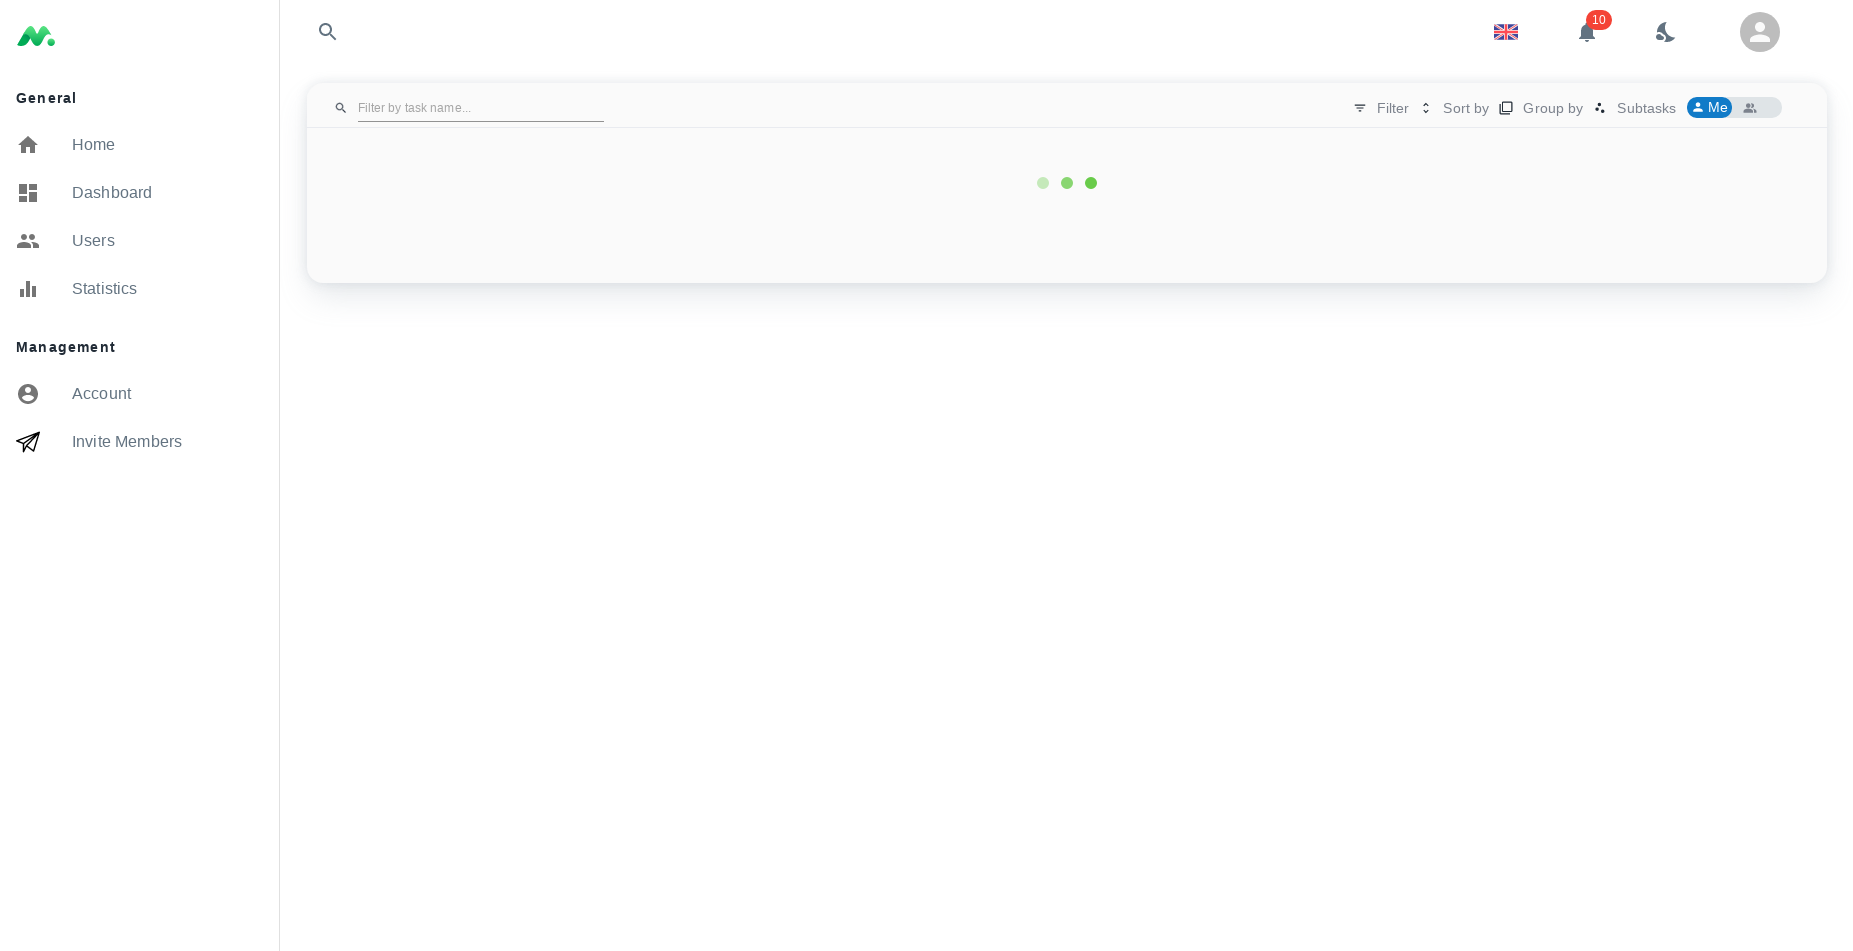 10
General
Home
Dashboard
Users
Statistics
Management
Account
Invite Members
Filter by task name...
Filter
Sort by
Group by
Subtasks
Me